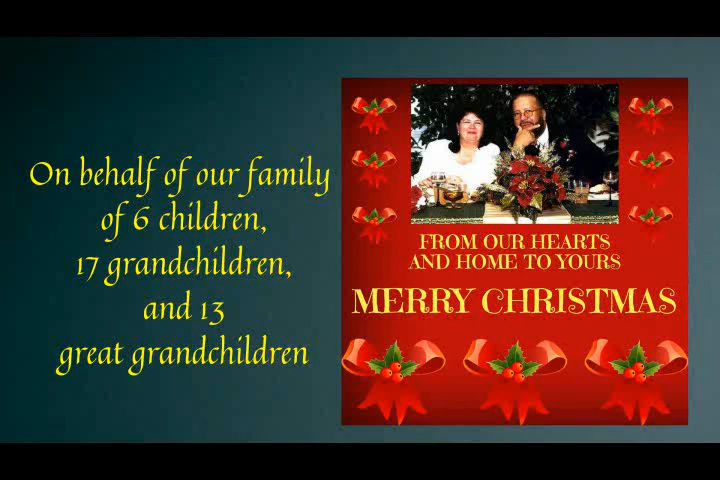 On behalf of our family
of 6 children,
17 grandchildren,
and 13
great grandchildren
FROM OUR HEARTS
AND HOME TO YOURS
MERRY CHRISTMAS